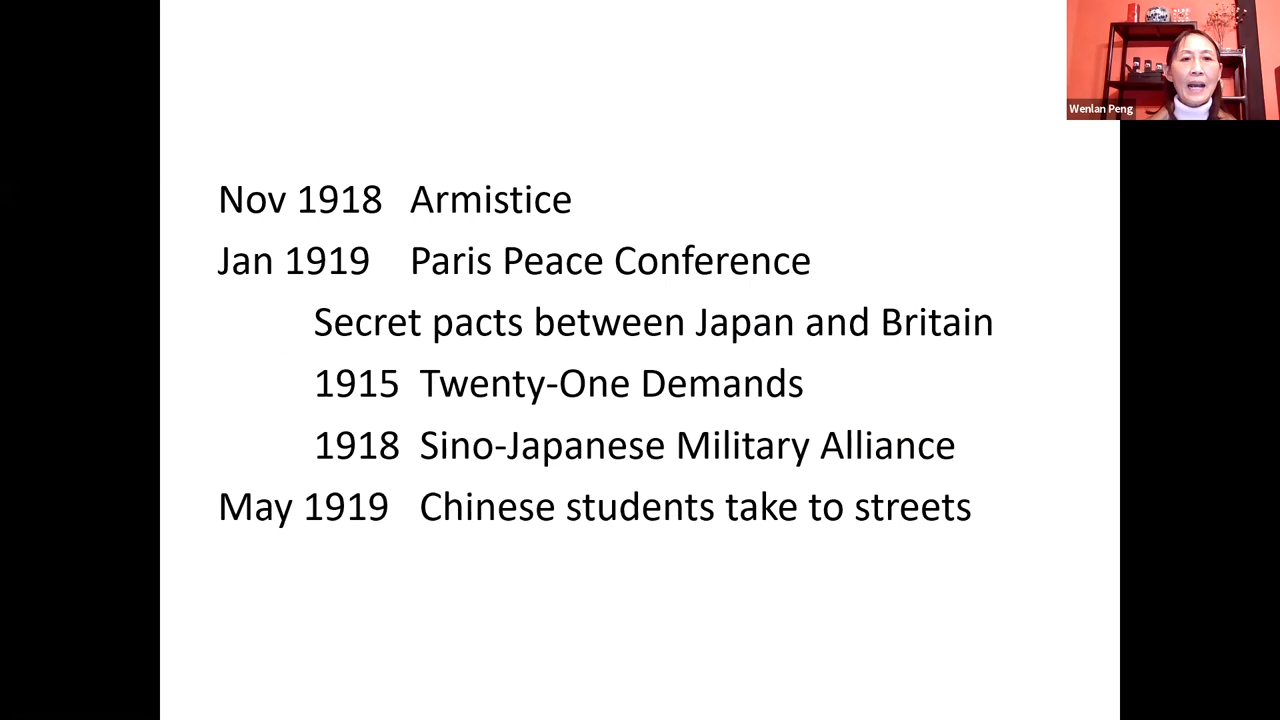 Wenlan Peng
Nov 1918 Armistice
Jan 1919 Paris Peace Conference
Secret pacts between Japan and Britain
1915 Twenty-One Demands
1918 Sino-Japanese Military Alliance
May 1919 Chinese students take to streets